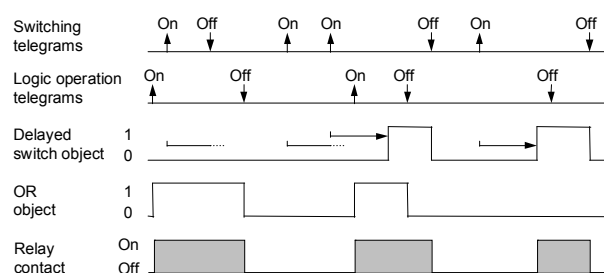 Switching
telegrams
On Off On On Off On Off
Logic operation
telegrams
On Off On Off Off
Delayed
switch object
1
0
OR
object
1
0
Relay
contact
On
Off